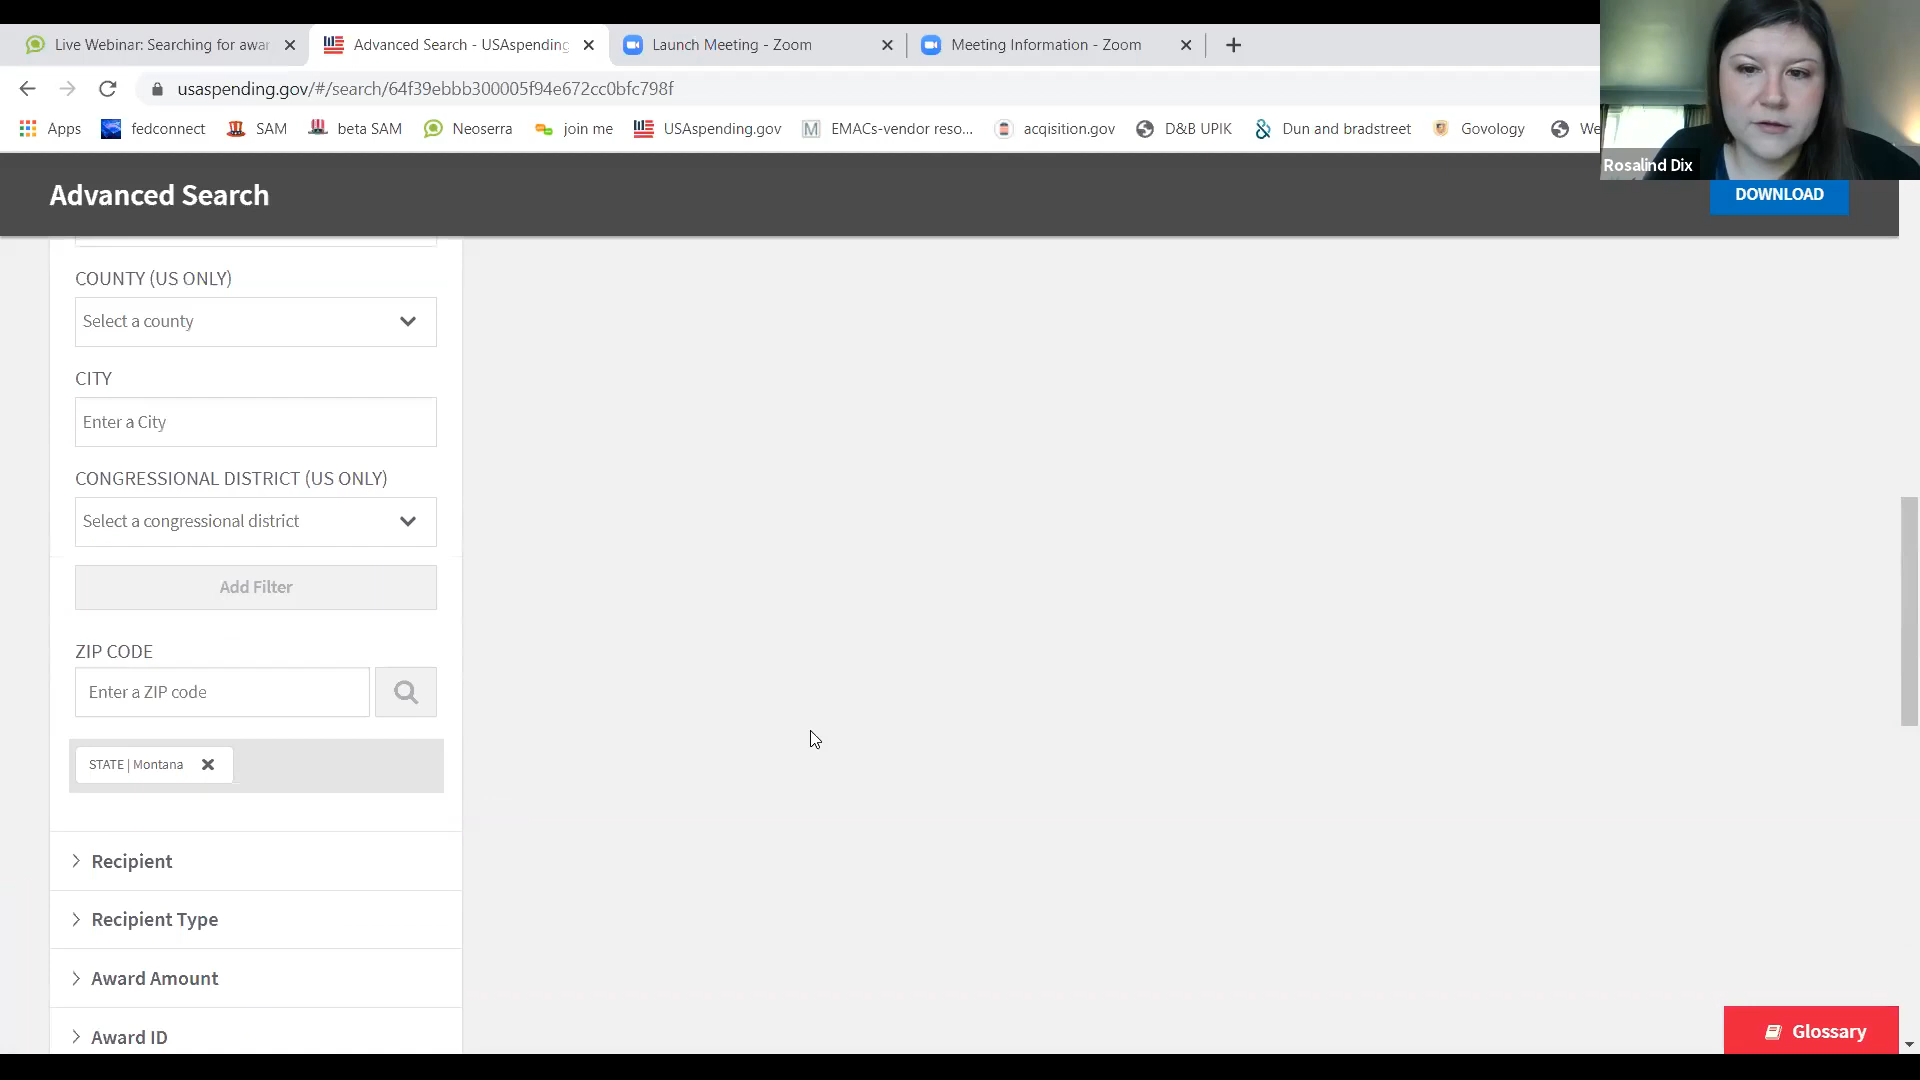 Live Webinar: Searching for awar
Advanced Search - USAspending
Launch Meeting - Zoom
Meeting Information - Zoom
usaspending.gov/#/search/64f39ebbb300005f94e672cc0bfc798f
Apps fedconnect SAM beta SAM Neoserra join me USAspending.gov EMACs-vendor reso... acqisition.gov D&B UPIK Dun and bradstreet Govology We
Rosalind Dix
Advanced Search
DOWNLOAD
COUNTY (US ONLY)
Select a county
CITY
Enter a City
CONGRESSIONAL DISTRICT (US ONLY)
Select a congressional district
Add Filter
ZIP CODE
Enter a ZIP code
STATE | Montana
Recipient
Recipient Type
Award Amount
Award ID
Glossary